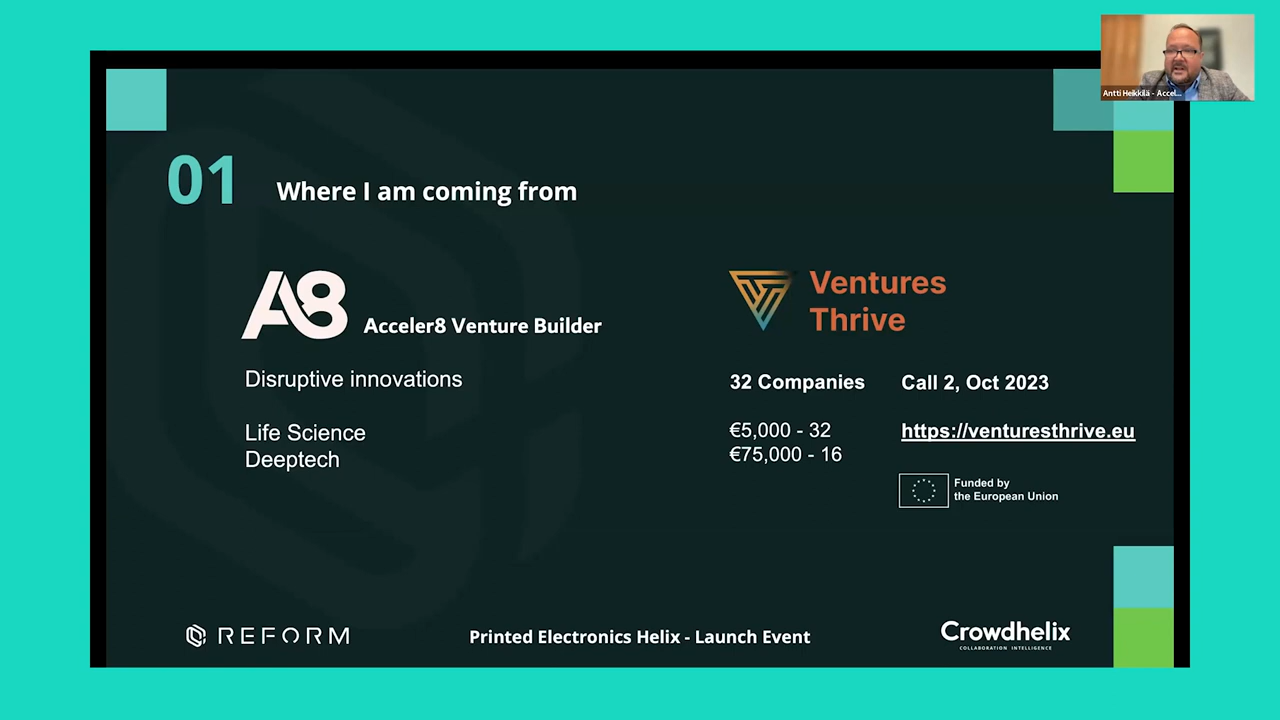 Antti Heikkilä - Accel...
01 Where I am coming from
A8 Acceler8 Venture Builder
Disruptive innovations
Life Science
Deeptech
Ventures
Thrive
32 Companies Call 2, Oct 2023
€5,000 - 32 https://venturesthrive.eu
€75,000 - 16
Funded by
the European Union
REFORM
Printed Electronics Helix - Launch Event
Crowdhelix
COLLABORATION INTELLIGENCE